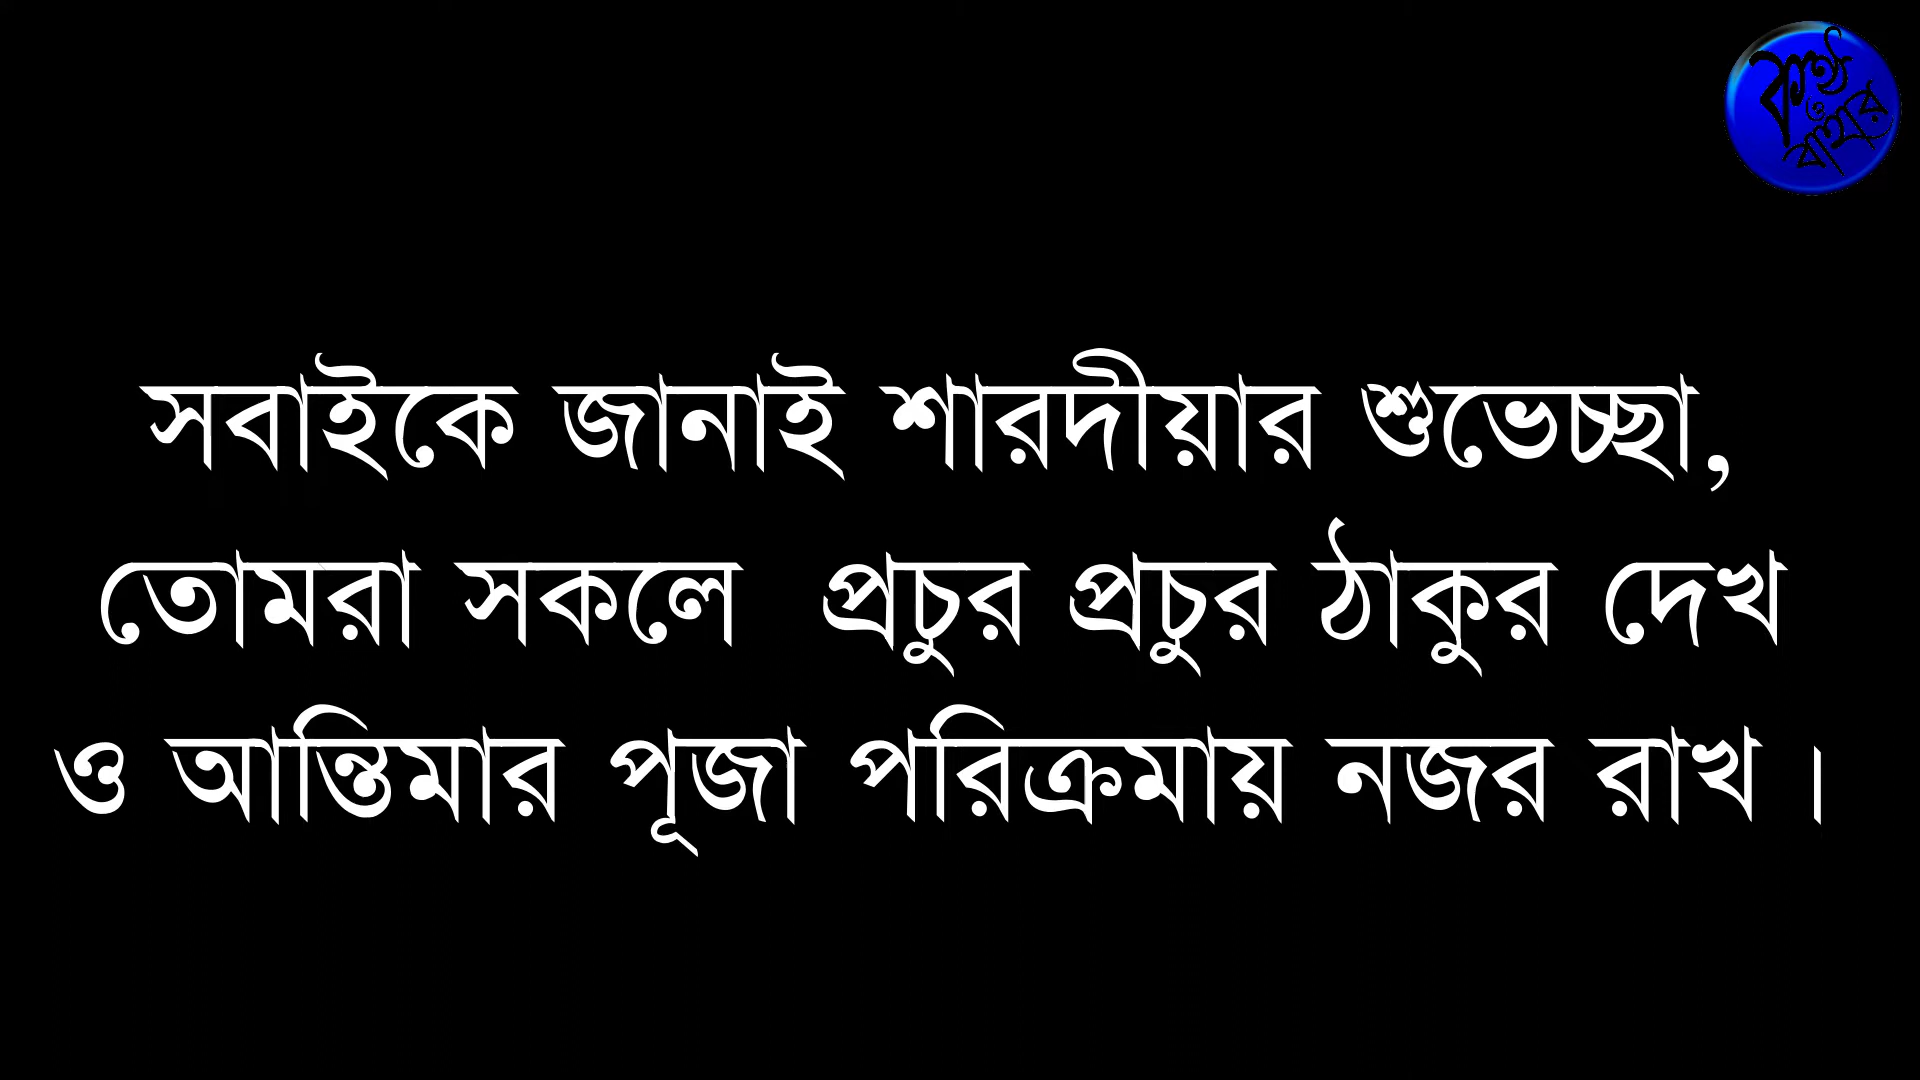 সবাইকে জানাই শারদীয়ার শুভেচ্ছা,
তোমরা সকলে প্রচুর প্রচুর ঠাকুর দেখ
ও আন্তিমার পূজা পরিক্রমায় নজর রাখ।